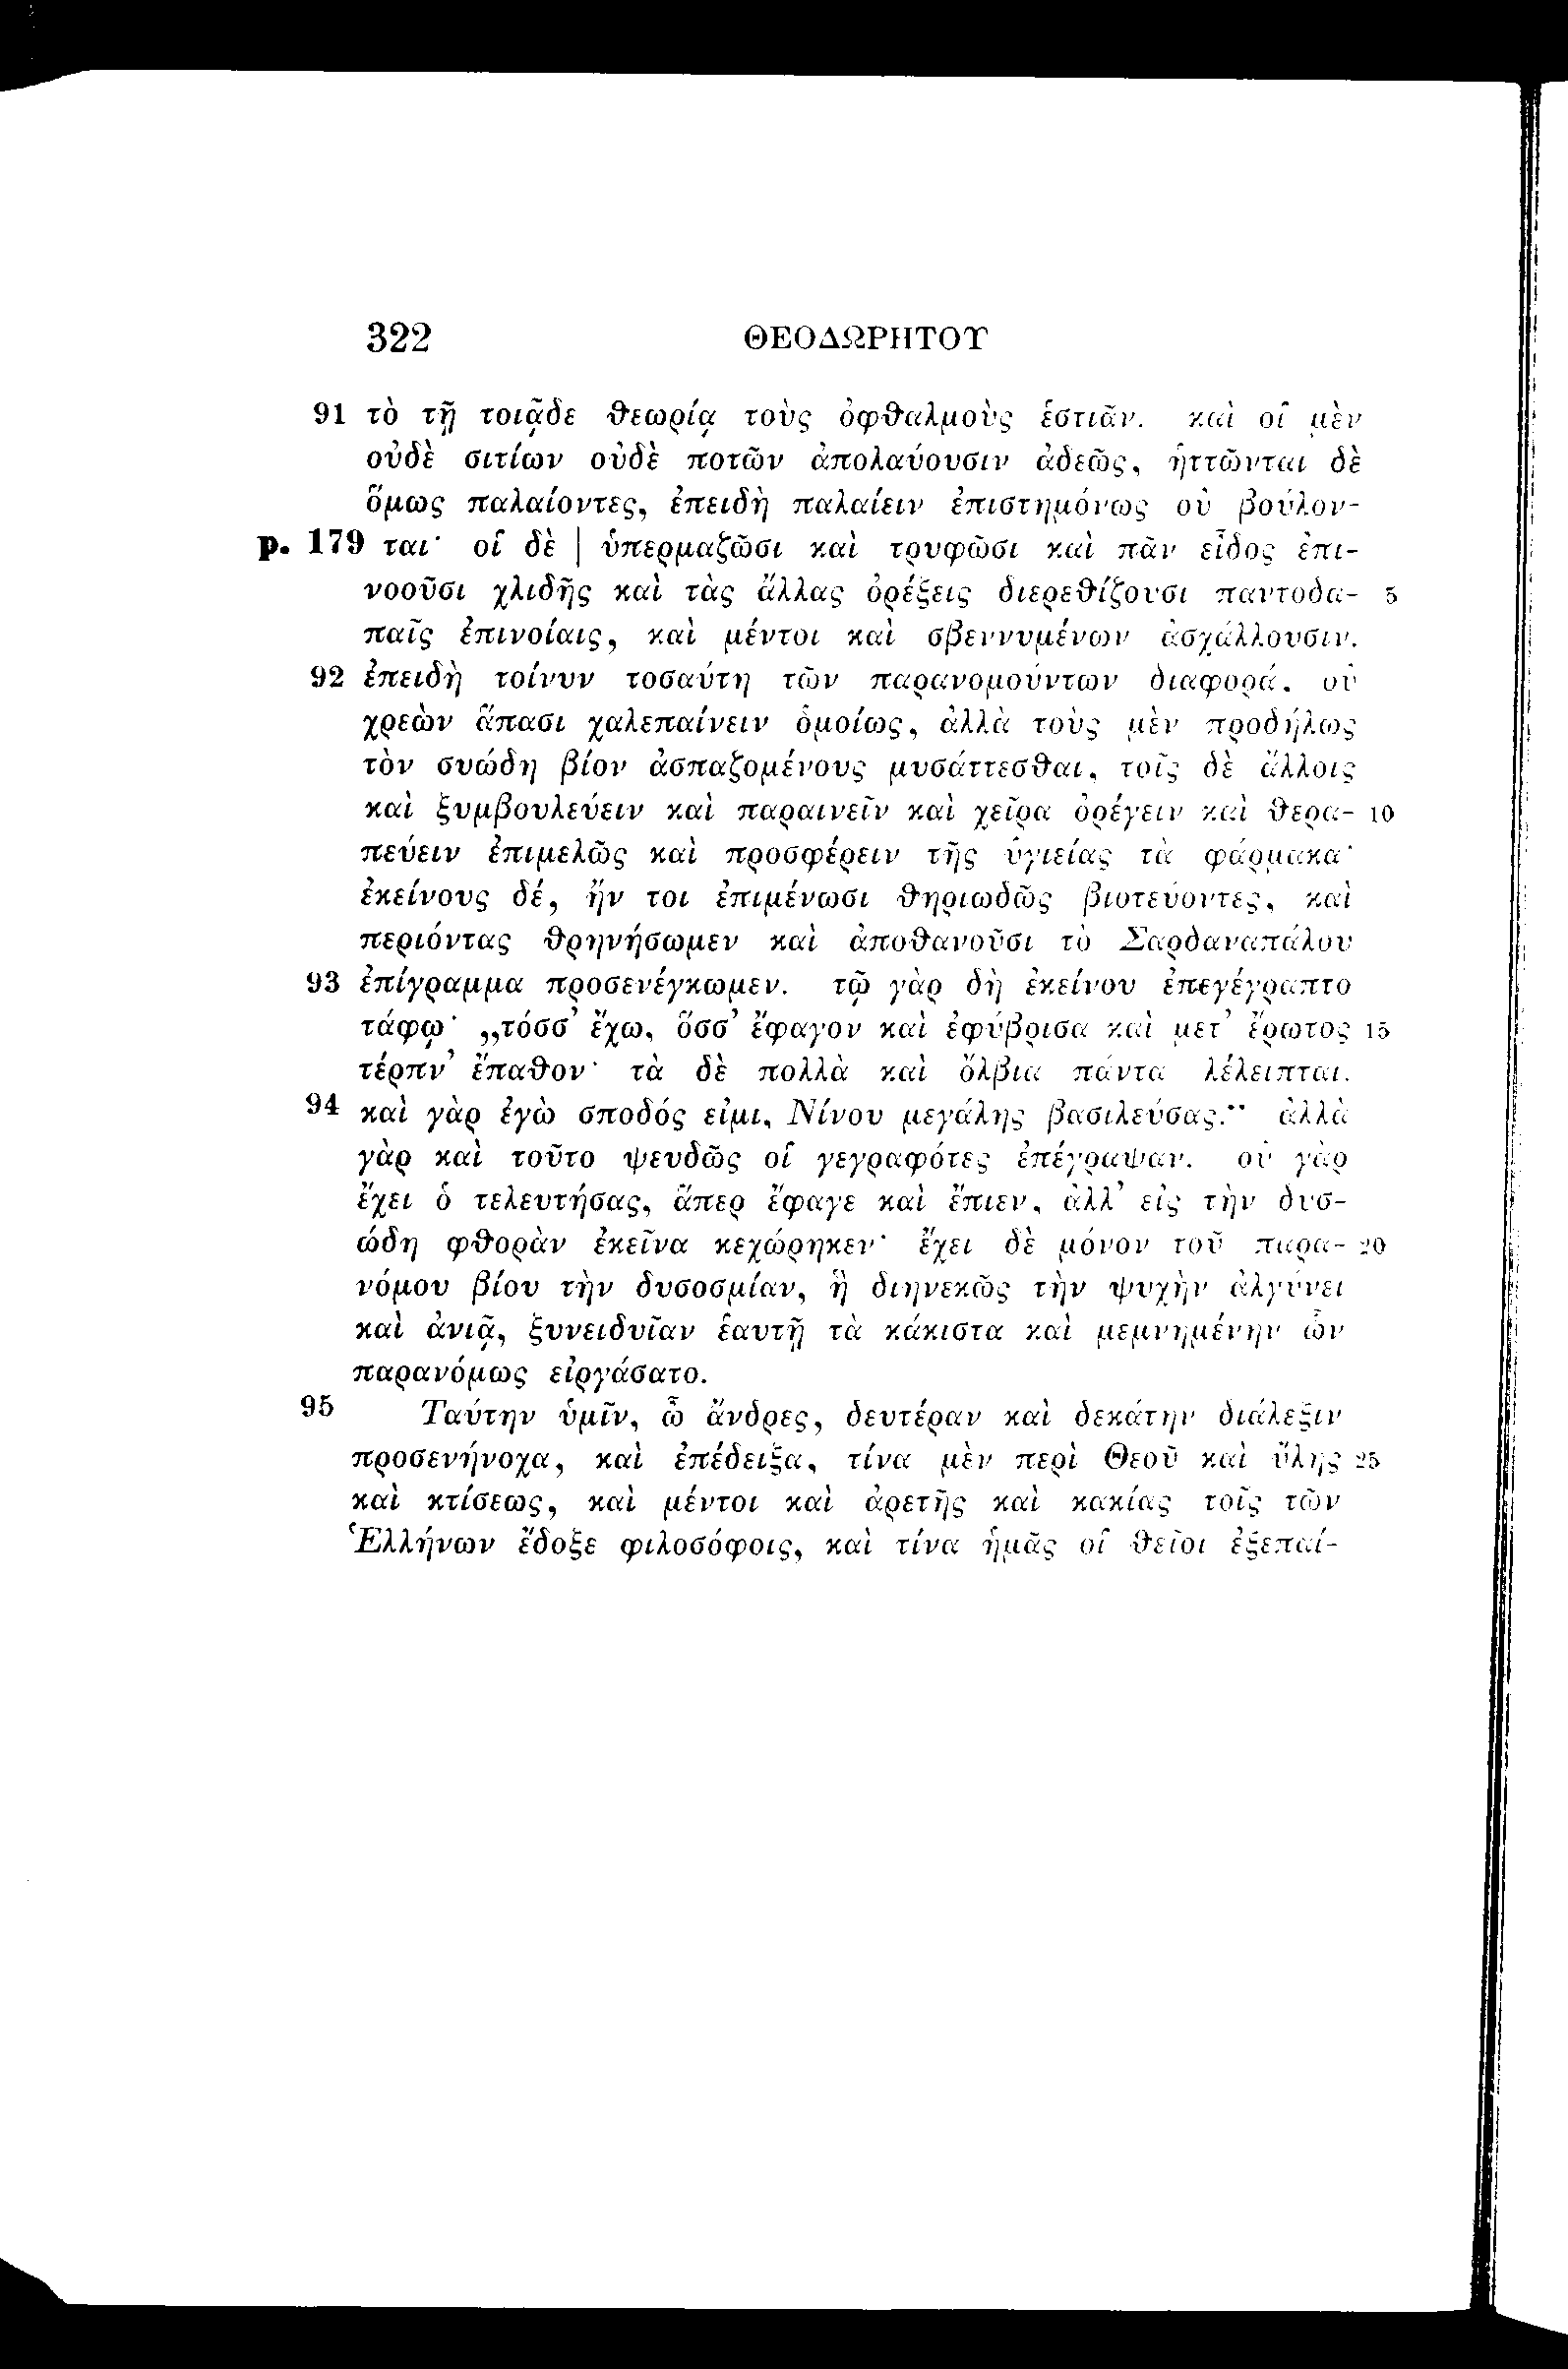 322 ΘΕΟΔΩΡΗΤΟΥ
91 τὸ τῇ τοιᾷδε θεωρίᾳ τοὺς ὀφθαλμοὺς ἑστιᾶν. καὶ οἱ μὲν
οὐδὲ σιτίων οὐδὲ ποτῶν ἀπολαύουσιν ἀδεῶς, ἡττῶνται δὲ
ὅμως παλαίοντες, ἐπειδὴ παλαίειν ἐπιστημόνως οὐ βούλον-
p. 179 ται· οἱ δὲ | ὑπερμαζῶσι καὶ τρυφῶσι καὶ πᾶν εἶδος ἐπι-
νοοῦσι χλιδῆς καὶ τὰς ἄλλας ὀρέξεις διερεθίζουσι παντοδα- 5
παῖς ἐπινοίαις, καὶ μέντοι καὶ σβεννυμένων ἀσχάλλουσιν.
92 ἐπειδὴ τοίνυν τοσαύτη τῶν παρανομούντων διαφορά, οὐ
χρεὼν ἅπασι χαλεπαίνειν ὁμοίως, ἀλλὰ τοὺς μὲν προδήλως
τὸν συώδη βίον ἀσπαζομένους μυσάττεσθαι, τοῖς δὲ ἄλλοις
καὶ ξυμβουλεύειν καὶ παραινεῖν καὶ χεῖρα ὀρέγειν καὶ θερα- 10
πεύειν ἐπιμελῶς καὶ προσφέρειν τῆς ὑγιείας τὰ φάρμακα·
ἐκείνους δέ, ἤν τοι ἐπιμένωσι θηριωδῶς βιοτεύοντες, καὶ
περιόντας θρηνήσωμεν καὶ ἀποθανοῦσι τὸ Σαρδαναπάλου
93 ἐπίγραμμα προσενέγκωμεν. τῷ γὰρ δὴ ἐκείνου ἐπεγέγραπτο
τάφῳ· „τόσσ’ ἔχω, ὅσσ’ ἔφαγον καὶ ἐφύβρισα καὶ μετ’ ἔρωτος 15
τέρπν’ ἔπαθον· τὰ δὲ πολλὰ καὶ ὄλβια πάντα λέλειπται.
94 καὶ γὰρ ἐγὼ σποδός εἰμι, Νίνου μεγάλης βασιλεύσας.“ ἀλλὰ
γὰρ καὶ τοῦτο ψευδῶς οἱ γεγραφότες ἐπέγραψαν. οὐ γὰρ
ἔχει ὁ τελευτήσας, ἅπερ ἔφαγε καὶ ἔπιεν, ἀλλ’ εἰς τὴν δυσ-
ώδη φθορὰν ἐκεῖνα κεχώρηκεν· ἔχει δὲ μόνον τοῦ παρα- 20
νόμου βίου τὴν δυσοσμίαν, ἣ διηνεκῶς τὴν ψυχὴν ἀλγύνει
καὶ ἀνιᾷ, ξυνειδυῖαν ἑαυτῇ τὰ κάκιστα καὶ μεμνημένην ὧν
παρανόμως εἰργάσατο.
95 Ταύτην ὑμῖν, ὦ ἄνδρες, δευτέραν καὶ δεκάτην διάλεξιν
προσενήνοχα, καὶ ἐπέδειξα, τίνα μὲν περὶ Θεοῦ καὶ ὕλης 25
καὶ κτίσεως, καὶ μέντοι καὶ ἀρετῆς καὶ κακίας τοῖς τῶν
Ἑλλήνων ἔδοξε φιλοσόφοις, καὶ τίνα ἡμᾶς οἱ θεῖοι ἐξεπαί-